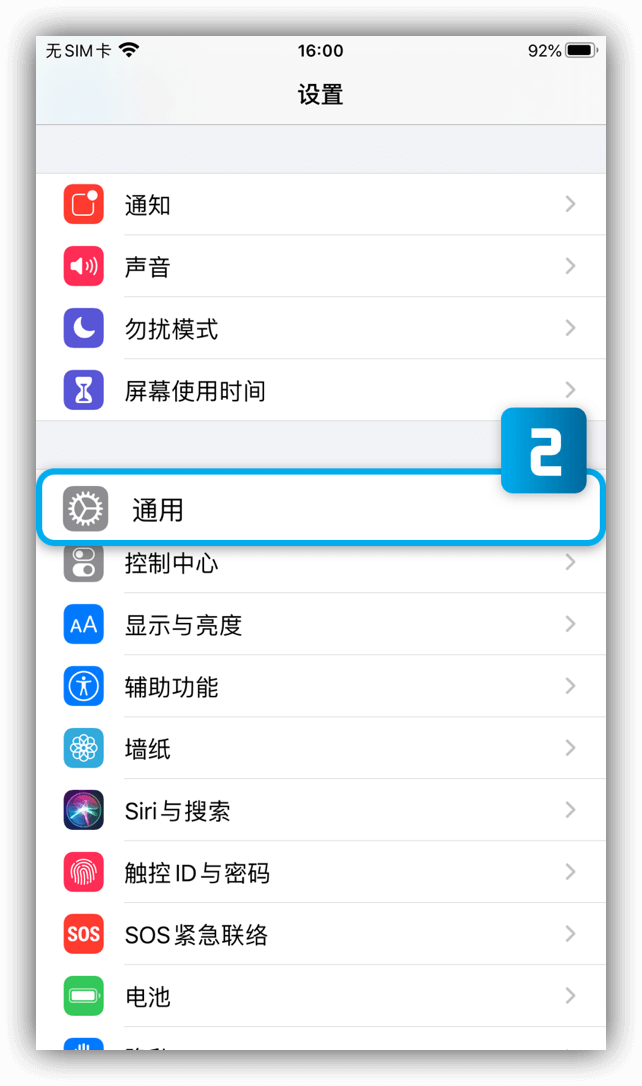 无SIM卡 16:00 92%
设置
通知
声音
勿扰模式
屏幕使用时间
2
通用
控制中心
AA 显示与亮度
辅助功能
墙纸
Siri与搜索
触控ID与密码
SOS SOS紧急联络
电池